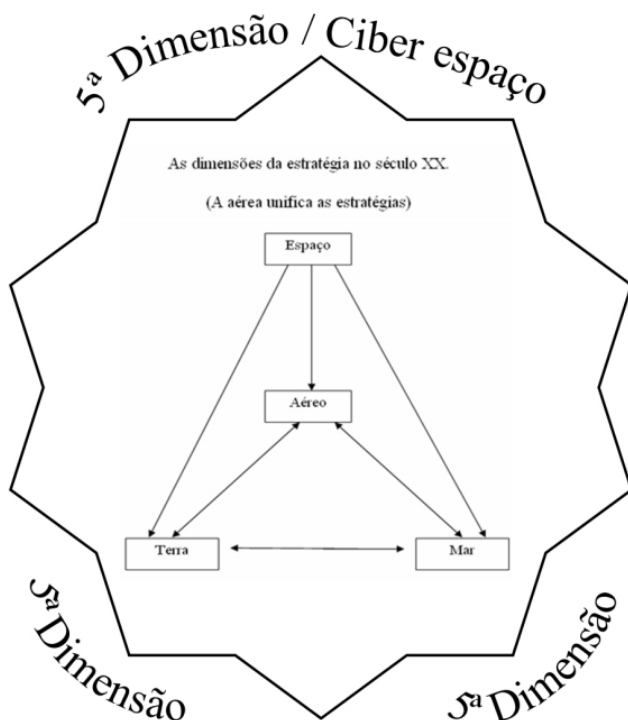 5ª Dimensão / Ciber espaço
As dimensões da estratégia no século XX.
(A aérea unifica as estratégias)
Espaço
Aéreo
Terra
Mar
5ª Dimensão
5ª Dimensão